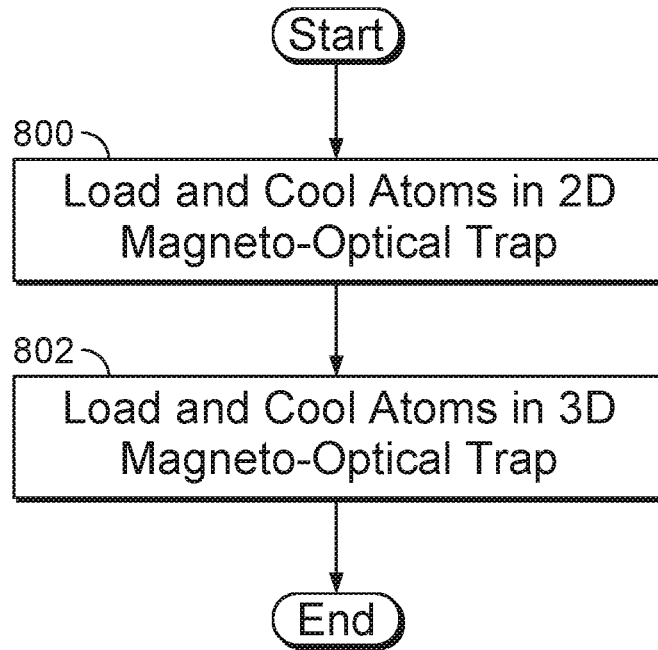 Start
800
Load and Cool Atoms in 2D
Magneto-Optical Trap
802
Load and Cool Atoms in 3D
Magneto-Optical Trap
End